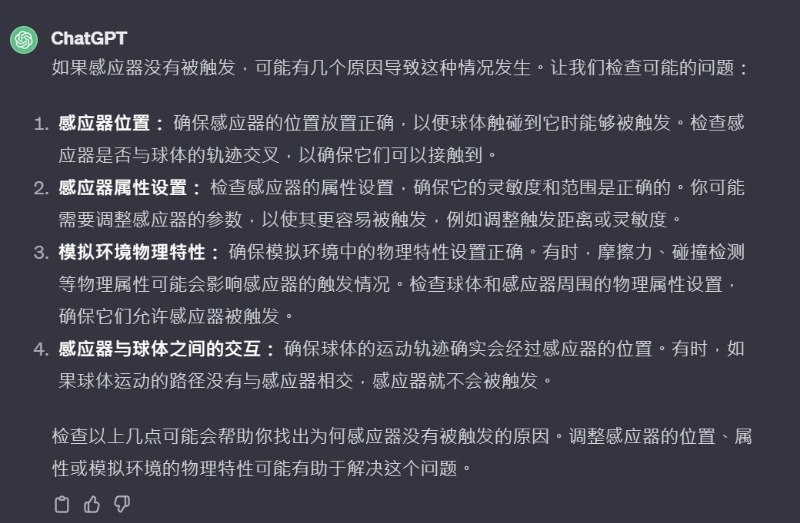 ChatGPT
如果感应器没有被触发，可能有几个原因导致这种情况发生。让我们检查可能的问题：
1. 感应器位置： 确保感应器的位置放置正确，以便球体触碰到它时能够被触发。检查感
应器是否与球体的轨迹交叉，以确保它们可以接触到。
2. 感应器属性设置： 检查感应器的属性设置，确保它的灵敏度和范围是正确的。你可能
需要调整感应器的参数，以使其更容易被触发，例如调整触发距离或灵敏度。
3. 模拟环境物理特性： 确保模拟环境中的物理特性设置正确。有时，摩擦力、碰撞检测
等物理属性可能会影响感应器的触发情况。检查球体和感应器周围的物理属性设置，
确保它们允许感应器被触发。
4. 感应器与球体之间的交互： 确保球体的运动轨迹确实会经过感应器的位置。有时，如
果球体运动的路径没有与感应器相交，感应器就不会被触发。
检查以上几点可能会帮助你找出为何感应器没有被触发的原因。调整感应器的位置、属
性或模拟环境的物理特性可能有助于解决这个问题。